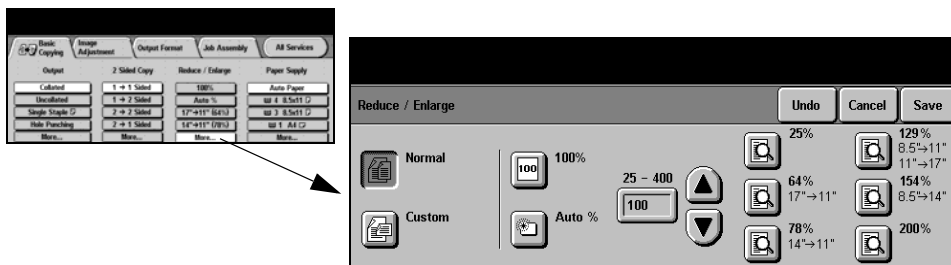 Basic Copying
Image Adjustment
Output Format
Job Assembly
All Services
Output
2 Sided Copy
Reduce / Enlarge
Paper Supply
Collated
1 → 1 Sided
100%
Auto Paper
Uncollated
1 → 2 Sided
Auto %
4 8.5x11
Single Staple
2 → 2 Sided
17"→11" (64%)
3 8.5x11
Hole Punching
2 → 1 Sided
14"→11" (78%)
1 A4
More...
More...
More...
More...
Reduce / Enlarge
Undo
Cancel
Save
Normal
Custom
100
100%
Auto %
25 - 400
100
25%
64%
17"→11"
78%
14"→11"
129%
8.5"→11"
11"→17"
154%
8.5"→14"
200%